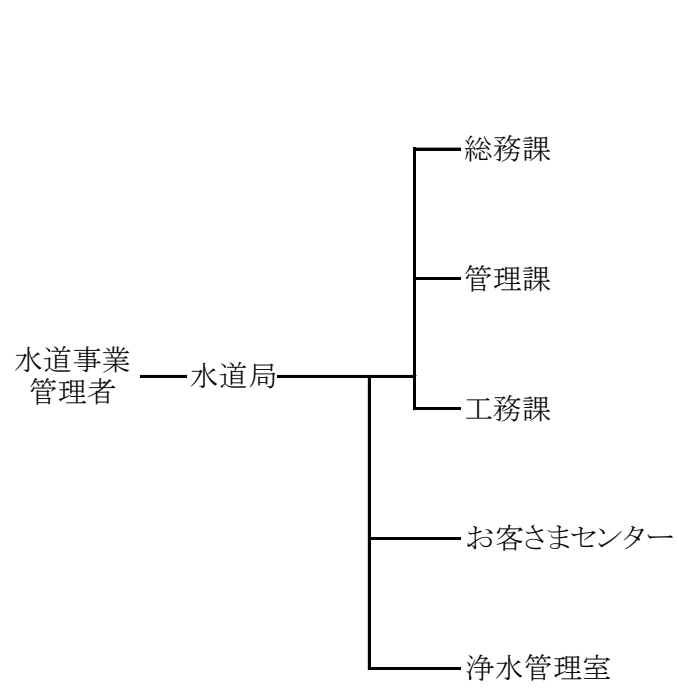 総務課
管理課
水道事業
管理者
水道局
工務課
お客さまセンター
浄水管理室